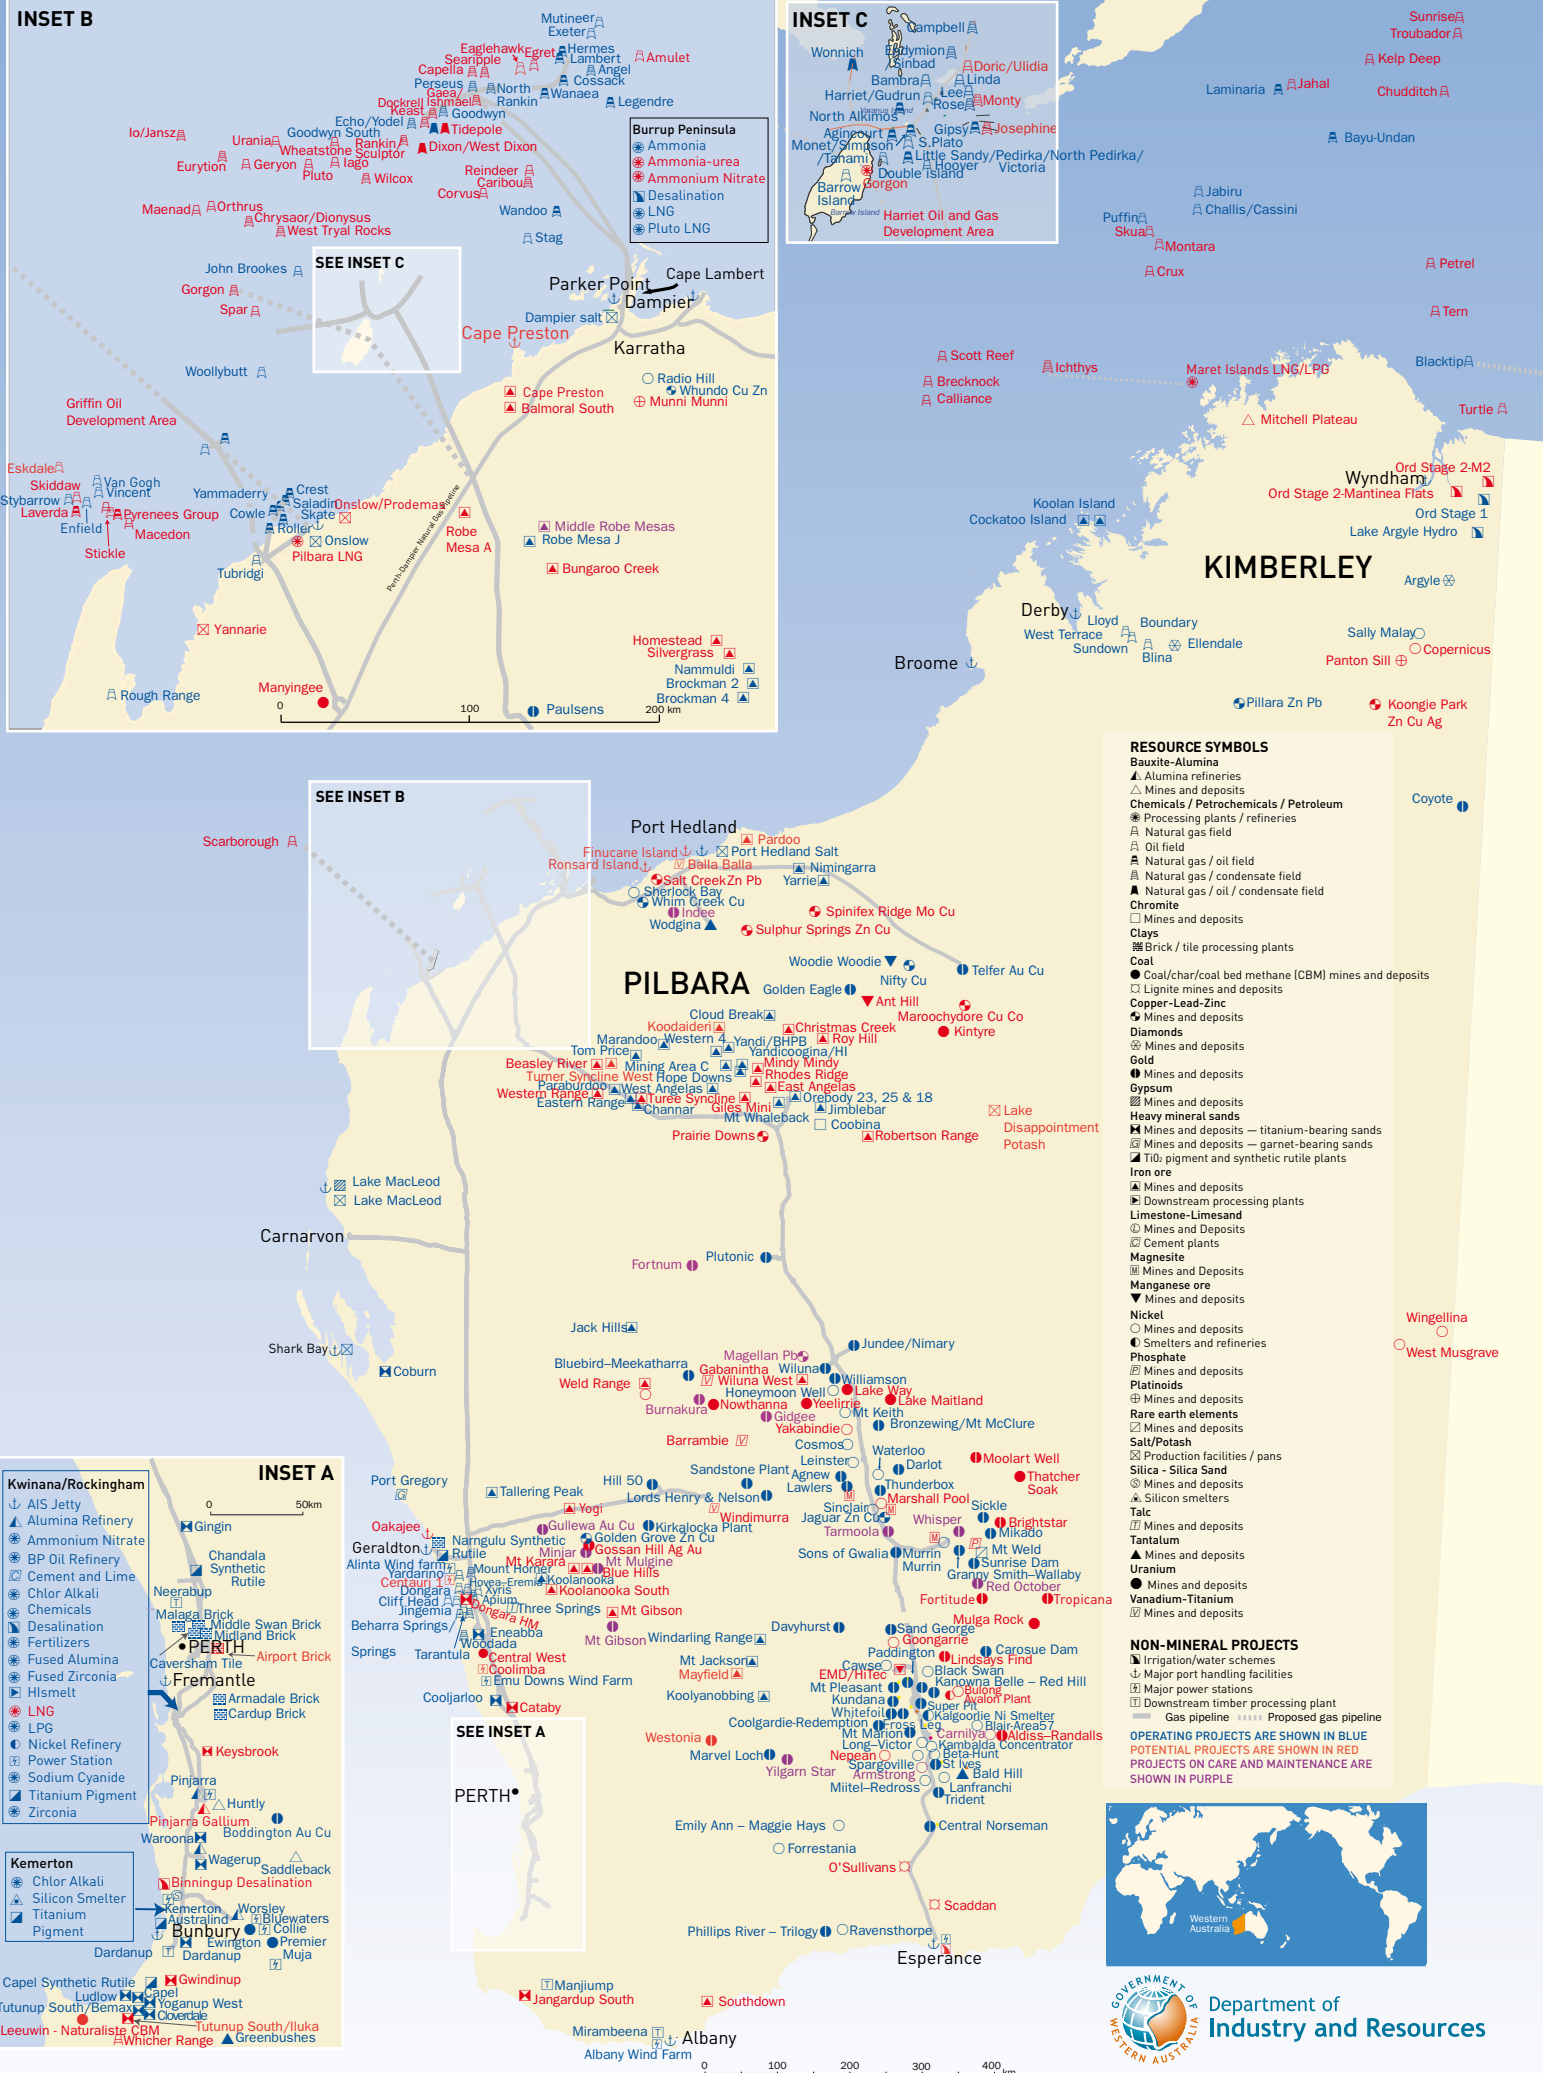 INSET B
Mutineer
Exeter
Eaglehawk
Egret
Hermes
Searipple
Lambert
Amulet
Capella
Angel
Perseus
North
Rankin
Cossack
Gaea/
Wanaea
Dockrell
Ishmael
Legendre
Keast
Goodwyn
Echo/Yodel
Tidepole
Io/Jansz
Urania
Goodwyn South
Rankin/
Sculptor
Dixon/West Dixon
Wheatstone
Eurytion
Geryon
Iago
Pluto
Wilcox
Reindeer
Caribou
Corvus
Maenad
Orthrus
Chrysaor/Dionysus
West Tryal Rocks
Wandoo
Stag
Burrup Peninsula
Ammonia
Ammonia-urea
Ammonium Nitrate
Desalination
LNG
Pluto LNG
John Brookes
SEE INSET C
Gorgon
Spar
Parker Point
Cape Lambert
Dampier
Dampier salt
Cape Preston
Karratha
Woollybutt
Radio Hill
Whundo Cu Zn
Munni Munni
Cape Preston
Balmoral South
Griffin Oil
Development Area
Eskdale
Skiddaw
Van Gogh
Vincent
Stybarrow
Laverda
Enfield
Pyrenees Group
Macedon
Stickle
Yammaderry
Crest
Saladin
Cowle
Skate
Roller
Onslow/Prodemas
Onslow
Pilbara LNG
Tubridgi
Perth-Dampier Natural Gas Pipeline
Robe
Mesa A
Middle Robe Mesas
Robe Mesa J
Bungaroo Creek
Yannarie
Homestead
Silvergrass
Nammuldi
Brockman 2
Brockman 4
Rough Range
Manyingee
0 100 200 km
Paulsens
INSET C
Campbell
Wonnich
Endymion
/Sinbad
Doric/Ulidia
Bambra
Linda
Harriet/Gudrun
Lee
Rose
Monty
Varanus Island
North Alkimos
Agincourt
Gipsy
Josephine
Monet/Simpson
/Tanami
S.Plato
Little Sandy/Pedirka/North Pedirka/
Victoria
Hoover
Double island
Gorgon
Barrow
Island
Barrow Island
Harriet Oil and Gas
Development Area
Sunrise
Troubador
Kelp Deep
Laminaria
Jahal
Chudditch
Bayu-Undan
Jabiru
Challis/Cassini
Puffin
Skua
Montara
Crux
Petrel
Tern
Scott Reef
Ichthys
Brecknock
Calliance
Maret Islands LNG/LPG
Blacktip
Turtle
Mitchell Plateau
Ord Stage 2-M2
Wyndham
Ord Stage 2-Mantinea Flats
Ord Stage 1
Lake Argyle Hydro
Koolan Island
Cockatoo Island
KIMBERLEY
Argyle
Derby
Lloyd
Boundary
West Terrace
Sundown
Blina
Ellendale
Sally Malay
Copernicus
Panton Sill
Broome
Pillara Zn Pb
Koongie Park
Zn Cu Ag
Coyote
RESOURCE SYMBOLS
Bauxite-Alumina
Alumina refineries
Mines and deposits
Chemicals / Petrochemicals / Petroleum
Processing plants / refineries
Natural gas field
Oil field
Natural gas / oil field
Natural gas / condensate field
Natural gas / oil / condensate field
Chromite
Mines and deposits
Clays
Brick / tile processing plants
Coal
Coal/char/coal bed methane (CBM) mines and deposits
Lignite mines and deposits
Copper-Lead-Zinc
Mines and deposits
Diamonds
Mines and deposits
Gold
Mines and deposits
Gypsum
Mines and deposits
Heavy mineral sands
Mines and deposits — titanium-bearing sands
Mines and deposits — garnet-bearing sands
TiO₂ pigment and synthetic rutile plants
Iron ore
Mines and deposits
Downstream processing plants
Limestone-Limesand
Mines and Deposits
Cement plants
Magnesite
Mines and Deposits
Manganese ore
Mines and deposits
Nickel
Mines and deposits
Smelters and refineries
Phosphate
Mines and deposits
Platinoids
Mines and deposits
Rare earth elements
Mines and deposits
Salt/Potash
Production facilities / pans
Silica - Silica Sand
Mines and deposits
Silicon smelters
Talc
Mines and deposits
Tantalum
Mines and deposits
Uranium
Mines and deposits
Vanadium-Titanium
Mines and deposits
NON-MINERAL PROJECTS
Irrigation/water schemes
Major port handling facilities
Major power stations
Downstream timber processing plant
Gas pipeline Proposed gas pipeline
OPERATING PROJECTS ARE SHOWN IN BLUE
POTENTIAL PROJECTS ARE SHOWN IN RED
PROJECTS ON CARE AND MAINTENANCE ARE
SHOWN IN PURPLE
SEE INSET B
Scarborough
Port Hedland
Pardoo
Finucane Island
Port Hedland Salt
Ronsard Island
Balla Balla
Nimingarra
Salt Creek Zn Pb
Yarrie
Sherlock Bay
Whim Creek Cu
Indee
Wodgina
Spinifex Ridge Mo Cu
Sulphur Springs Zn Cu
PILBARA
Woodie Woodie
Nifty Cu
Telfer Au Cu
Golden Eagle
Ant Hill
Maroochydore Cu Co
Kintyre
Cloud Break
Koodaideri
Christmas Creek
Marandoo
Western 4
Yandi/BHPB
Roy Hill
Tom Price
Yandicoogina/HI
Beasley River
Mining Area C
Mindy Mindy
Turner Syncline West
Hope Downs
Rhodes Ridge
Paraburdoo
West Angelas
East Angelas
Western Range
Turee Syncline
Orebody 23, 25 & 18
Eastern Range
Channar
Giles Mini
Jimblebar
Mt Whaleback
Coobina
Lake
Disappointment
Potash
Prairie Downs
Robertson Range
Lake MacLeod
Lake MacLeod
Carnarvon
Fortnum
Plutonic
Jack Hills
Shark Bay
Coburn
Wingellina
West Musgrave
Jundee/Nimary
Magellan Pb
Bluebird–Meekatharra
Gabanintha
Wiluna
Weld Range
Wiluna West
Williamson
Honeymoon Well
Lake Way
Burnakura
Nowthanna
Yeelirrie
Lake Maitland
Gidgee
Mt Keith
Yakabindie
Bronzewing/Mt McClure
Barrambie
Cosmos
Waterloo
Leinster
Darlot
Moolart Well
Sandstone Plant
Agnew
Thatcher
Soak
Port Gregory
Hill 50
Lawlers
Thunderbox
Tallering Peak
Lords Henry & Nelson
Marshall Pool
Yogi
Windimurra
Sinclair
Sickle
Jaguar Zn Cu
Whisper
Brightstar
Oakajee
Gullewa Au Cu
Kirkalocka Plant
Tarmoola
Mikado
Geraldton
Narngulu Synthetic
Rutile
Golden Grove Zn Cu
Minjar
Gossan Hill Ag Au
Sons of Gwalia
Murrin
Murrin
Mt Weld
Alinta Wind farm
Mt Karara
Mt Mulgine
Sunrise Dam
Yardarino
Mount Horner
Blue Hills
Granny Smith–Wallaby
Centauri 1
Hovea–Eremia
Koolanooka
Red October
Dongara
Xyris
Koolanooka South
Fortitude
Tropicana
Cliff Head
Apium
Three Springs
Mt Gibson
Jingemia
Dongara HM
Mulga Rock
Beharra Springs/
Springs
Eneabba
Mt Gibson
Windarling Range
Davyhurst
Sand George
Goongarrie
Woodada
Tarantula
Central West
Coolimba
Mt Jackson
Paddington
Carosue Dam
Cawse
Lindsays Find
Mayfield
EMD/HiTec
Black Swan
Emu Downs Wind Farm
Mt Pleasant
Kanowna Belle – Red Hill
Bulong
Cooljarloo
Koolyanobbing
Kundana
Avalon Plant
Cataby
Super Pit
Whitefoil
Kalgoorlie Ni Smelter
Coolgardie-Redemption
Fross Leg
Blair-Area57
Mt Marion
Carnilya
Aldiss–Randalls
Westonia
Long–Victor
Kambalda Concentrator
Marvel Loch
Nepean
Beta-Hunt
Yilgarn Star
Spargoville
St Ives
Armstrong
Bald Hill
Miitel–Redross
Lanfranchi
Trident
SEE INSET A
PERTH
Emily Ann – Maggie Hays
Central Norseman
Forrestania
O'Sullivans
Scaddan
Phillips River – Trilogy
Ravensthorpe
Esperance
Manjiump
Jangardup South
Southdown
Mirambeena
Albany
Albany Wind Farm
0 100 200 300 400 km
INSET A
Kwinana/Rockingham
AIS Jetty
Alumina Refinery
Ammonium Nitrate
BP Oil Refinery
Cement and Lime
Chlor Alkali
Chemicals
Desalination
Fertilizers
Fused Alumina
Fused Zirconia
HIsmelt
LNG
LPG
Nickel Refinery
Power Station
Sodium Cyanide
Titanium Pigment
Zirconia
0 50km
Gingin
Chandala
Synthetic
Rutile
Neerabup
Malaga Brick
Middle Swan Brick
Midland Brick
PERTH
Caversham Tile
Airport Brick
Fremantle
Armadale Brick
Cardup Brick
Keysbrook
Pinjarra
Huntly
Pinjarra Gallium
Boddington Au Cu
Waroona
Wagerup
Saddleback
Kemerton
Chlor Alkali
Silicon Smelter
Titanium
Pigment
Binningup Desalination
Kemerton
Worsley
Australind
Bluewaters
Bunbury
Collie
Ewington
Premier
Dardanup
Dardanup
Muja
Capel Synthetic Rutile
Gwindinup
Ludlow
Capel
Yoganup West
Tutunup South/Bemax
Cloverdale
Tutunup South/Iluka
Leeuwin - Naturaliste CBM
Whicher Range
Greenbushes
Western
Australia
GOVERNMENT OF
WESTERN AUSTRALIA
Department of
Industry and Resources